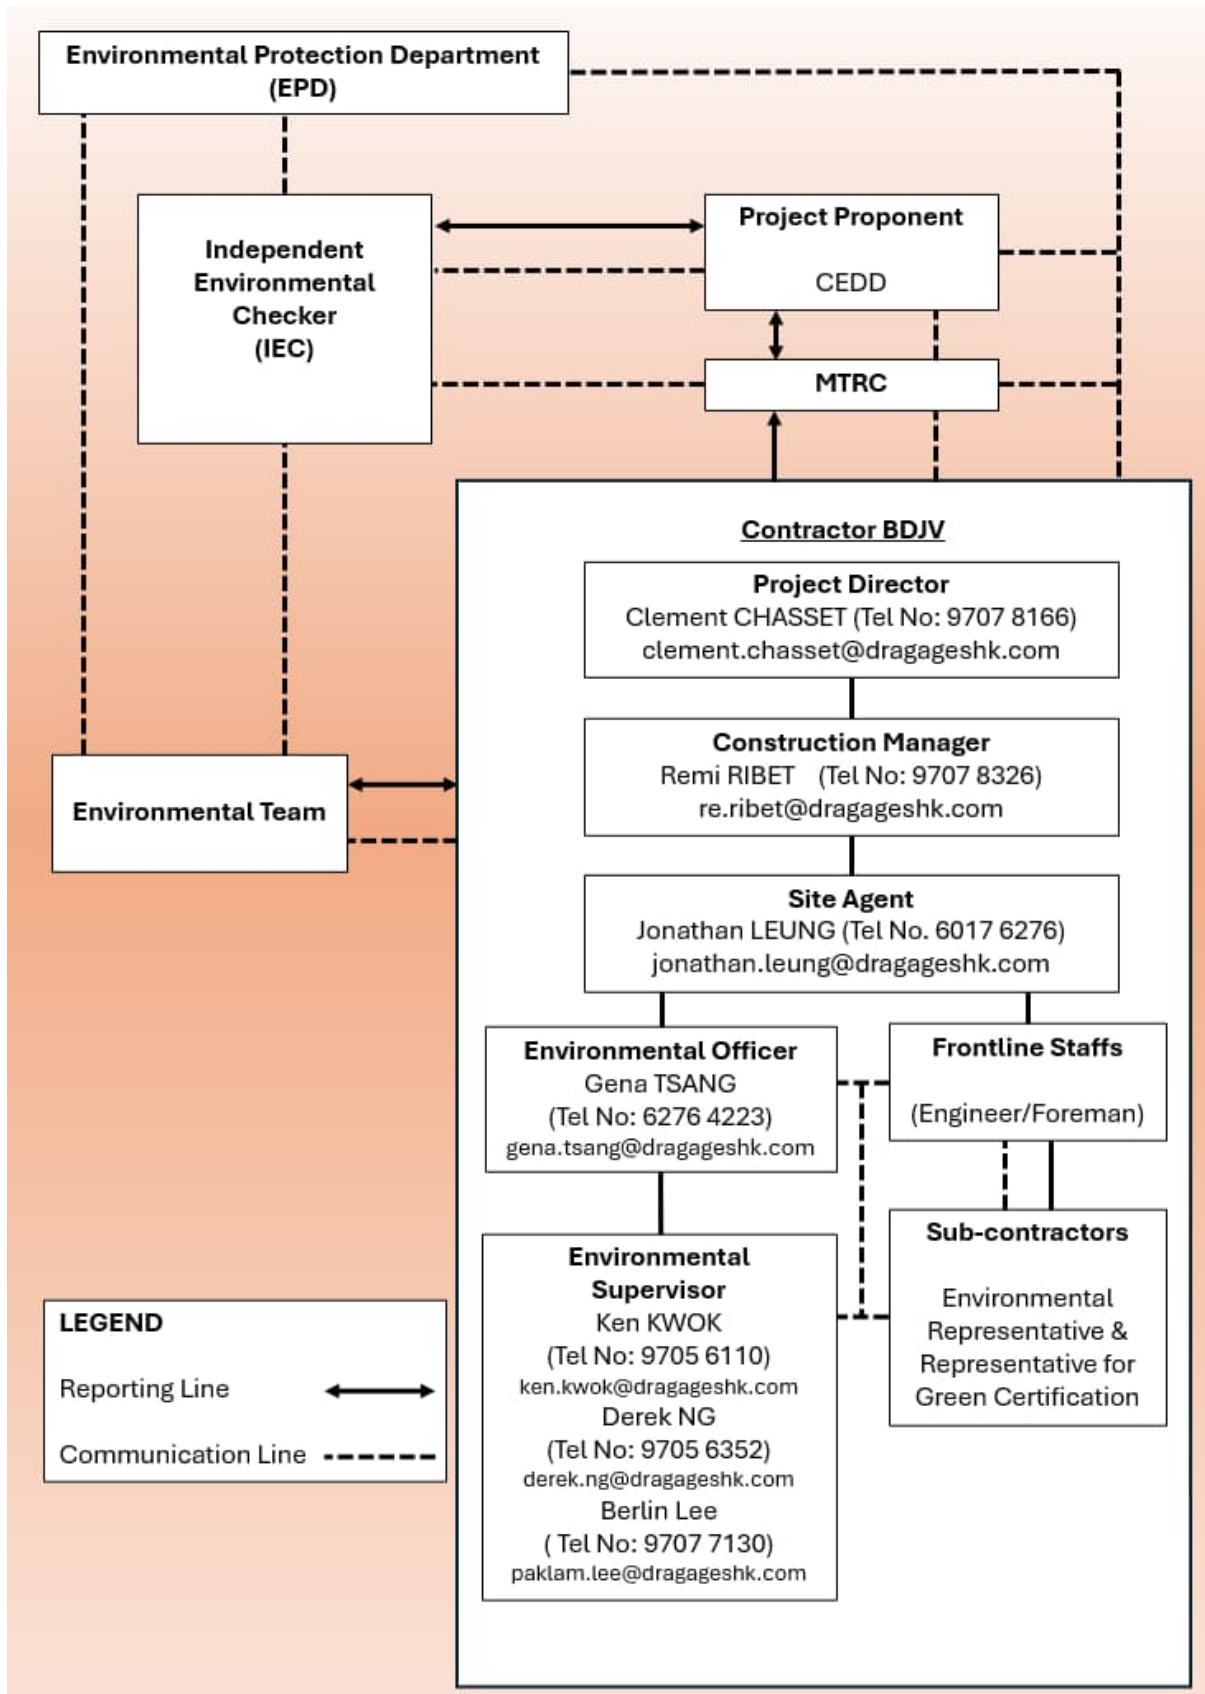 Environmental Protection Department
(EPD)
Independent
Environmental
Checker
(IEC)
Project Proponent
CEDD
MTRC
Contractor BDJV
Project Director
Clement CHASSET (Tel No: 9707 8166)
clement.chasset@dragageshk.com
Construction Manager
Remi RIBET (Tel No: 9707 8326)
re.ribet@dragageshk.com
Environmental Team
Site Agent
Jonathan LEUNG (Tel No. 6017 6276)
jonathan.leung@dragageshk.com
Environmental Officer
Gena TSANG
(Tel No: 6276 4223)
gena.tsang@dragageshk.com
Frontline Staffs
(Engineer/Foreman)
Environmental
Supervisor
Ken KWOK
(Tel No: 9705 6110)
ken.kwok@dragageshk.com
Derek NG
(Tel No: 9705 6352)
derek.ng@dragageshk.com
Berlin Lee
( Tel No: 9707 7130)
paklam.lee@dragageshk.com
Sub-contractors
Environmental
Representative &
Representative for
Green Certification
LEGEND
Reporting Line
Communication Line